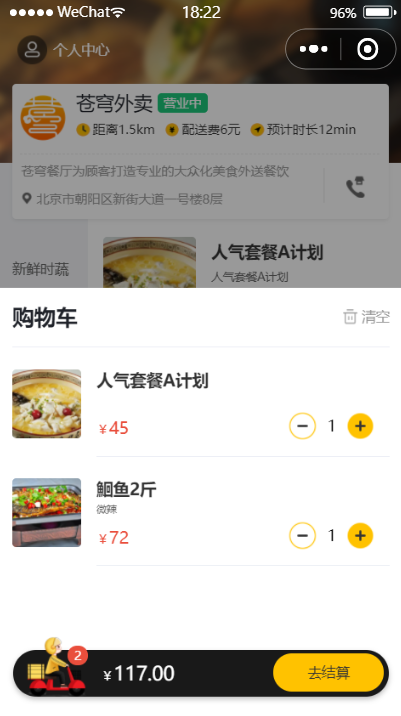 WeChat 18:22 96%
个人中心
苍穹外卖 营业中
距离1.5km 配送费6元 预计时长12min
苍穹餐厅为顾客打造专业的大众化美食外送餐饮
北京市朝阳区新街大道一号楼8层
新鲜时蔬
人气套餐A计划
人气套餐A计划
购物车 清空
人气套餐A计划
¥45 1
鮰鱼2斤
微辣
¥72 1
2
¥117.00 去结算